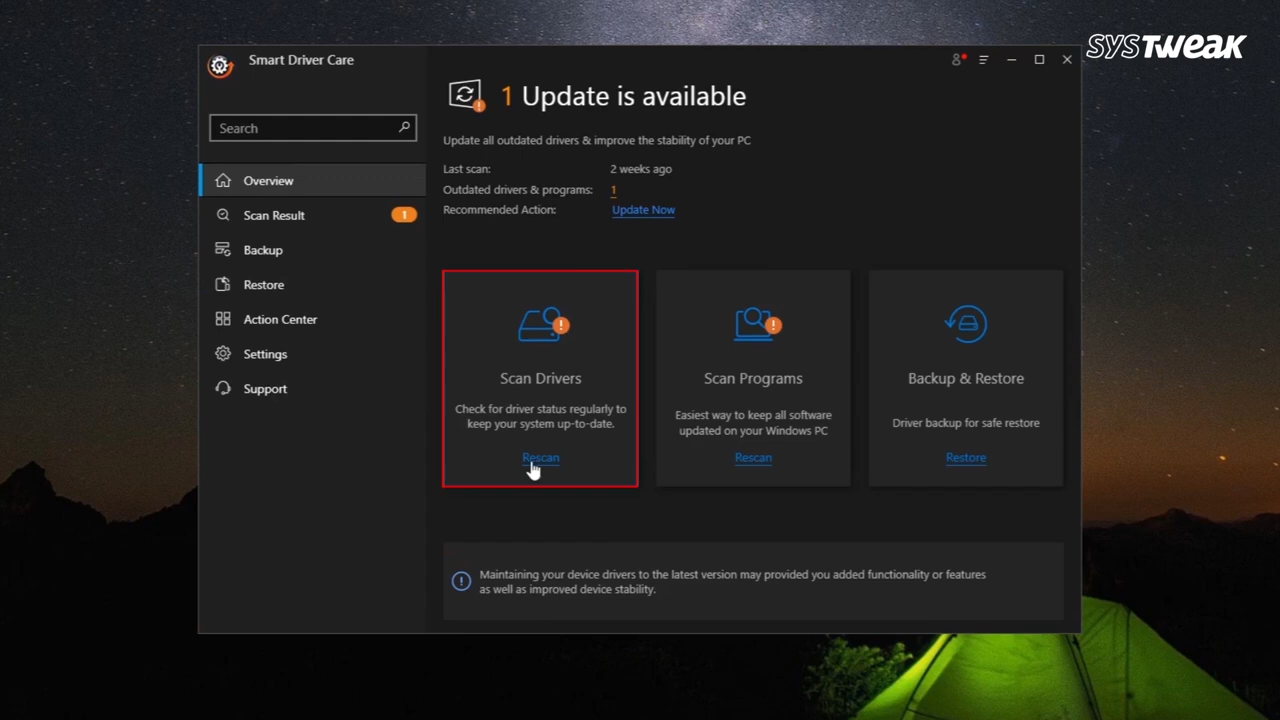 SYSTWEAK
Smart Driver Care
1 Update is available
Search
Update all outdated drivers & improve the stability of your PC
Last scan: 2 weeks ago
Outdated drivers & programs: 1
Recommended Action: Update Now
Overview
Scan Result 1
Backup
Restore
Action Center
Settings
Support
Scan Drivers
Check for driver status regularly to
keep your system up-to-date.
Rescan
Scan Programs
Easiest way to keep all software
updated on your Windows PC
Rescan
Backup & Restore
Driver backup for safe restore
Restore
Maintaining your device drivers to the latest version may provided you added functionality or features
as well as improved device stability.